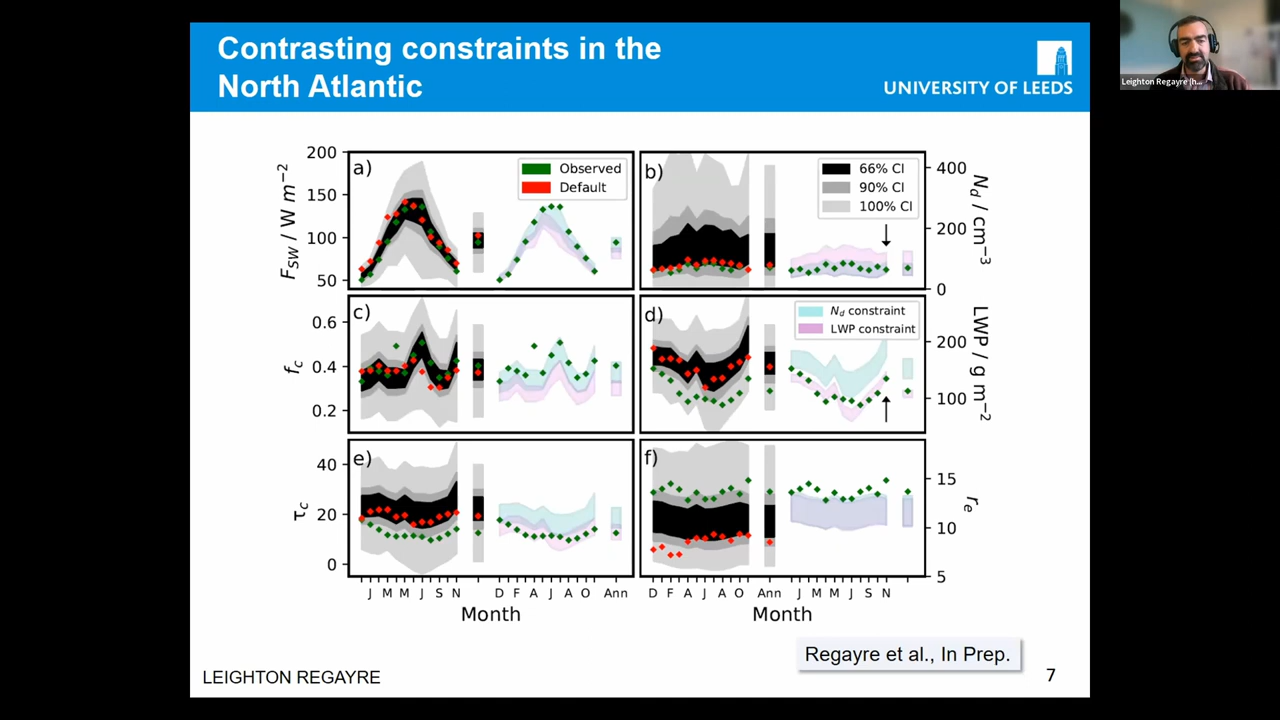 Contrasting constraints in the
North Atlantic
UNIVERSITY OF LEEDS
Leighton Regayre (h...
a)
200
150
100
50
F_SW / W m⁻²
Observed
Default
b)
66% CI
90% CI
100% CI
400
200
0
N_d / cm⁻³
c)
0.6
0.4
0.2
f_c
d)
N_d constraint
LWP constraint
200
100
LWP / g m⁻²
e)
40
20
0
τ_c
J M M J S N
D F A J A O Ann
Month
f)
15
10
5
r_e
D F A J A O Ann
J M M J S N
Month
Regayre et al., In Prep.
LEIGHTON REGAYRE
7